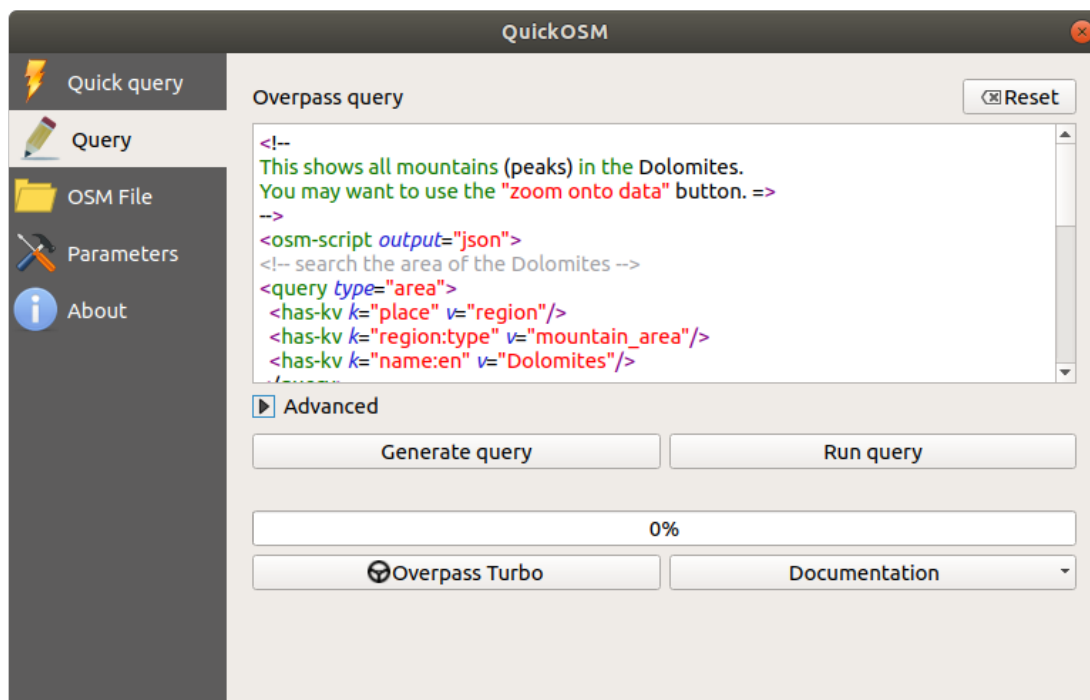 QuickOSM
Quick query
Query
OSM File
Parameters
About
Overpass query
Reset
<!--
This shows all mountains (peaks) in the Dolomites.
You may want to use the "zoom onto data" button. =>
-->
<osm-script output="json">
<!-- search the area of the Dolomites -->
<query type="area">
<has-kv k="place" v="region"/>
<has-kv k="region:type" v="mountain_area"/>
<has-kv k="name:en" v="Dolomites"/>
Advanced
Generate query
Run query
0%
Overpass Turbo
Documentation